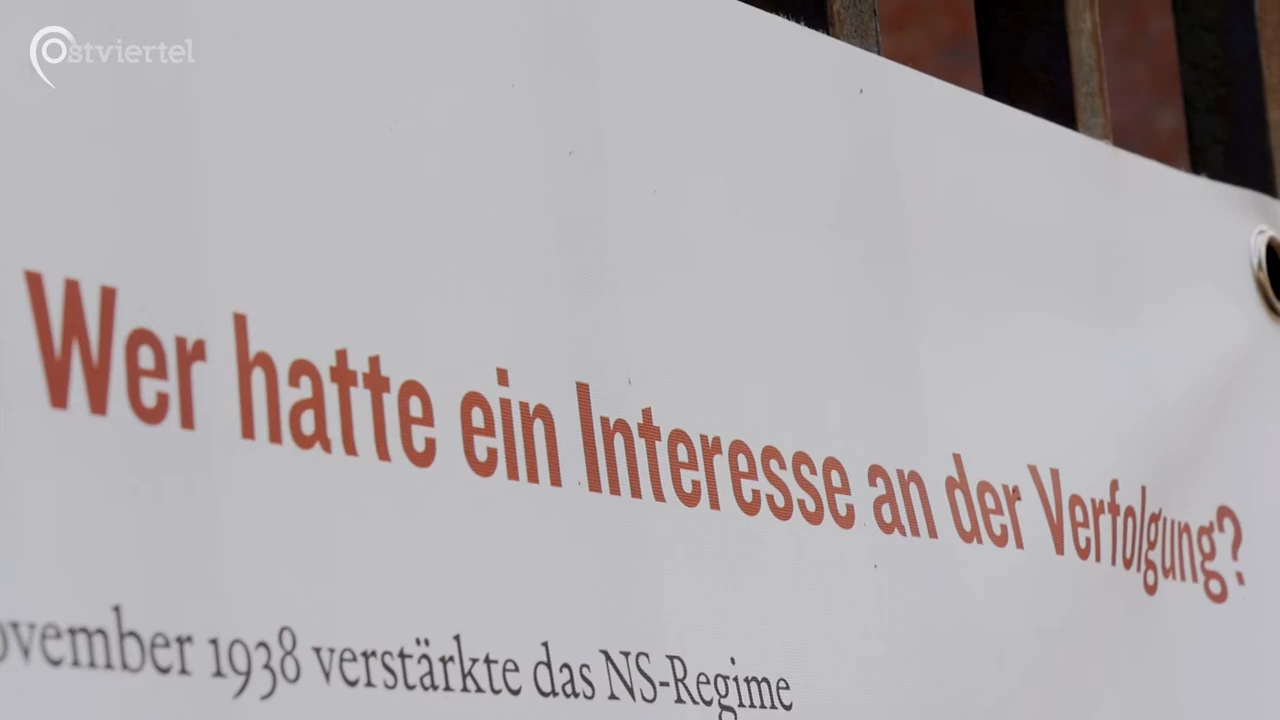 Ostviertel
Wer hatte ein Interesse an der Verfolgung?
ovember 1938 verstärkte das NS-Regime